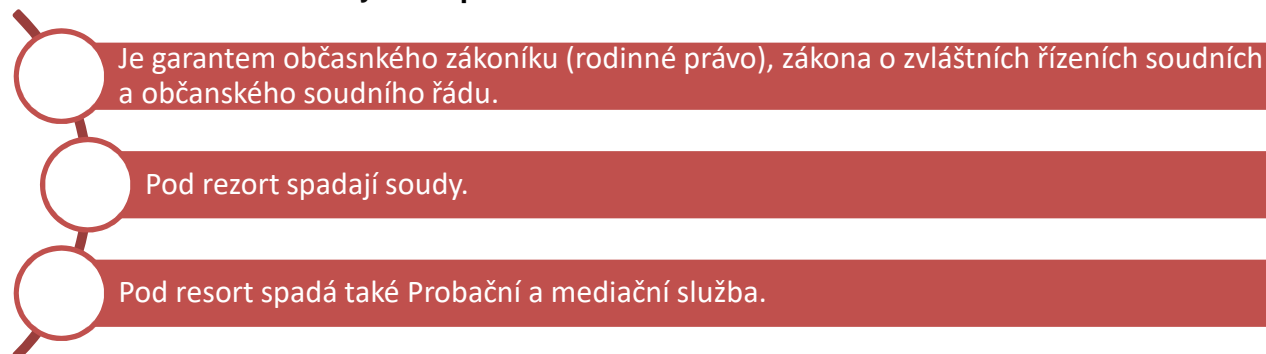 Je garantem občasnkého zákoníku (rodinné právo), zákona o zvláštních řízeních soudních
a občanského soudního řádu.
Pod rezort spadají soudy.
Pod resort spadá také Probační a mediační služba.